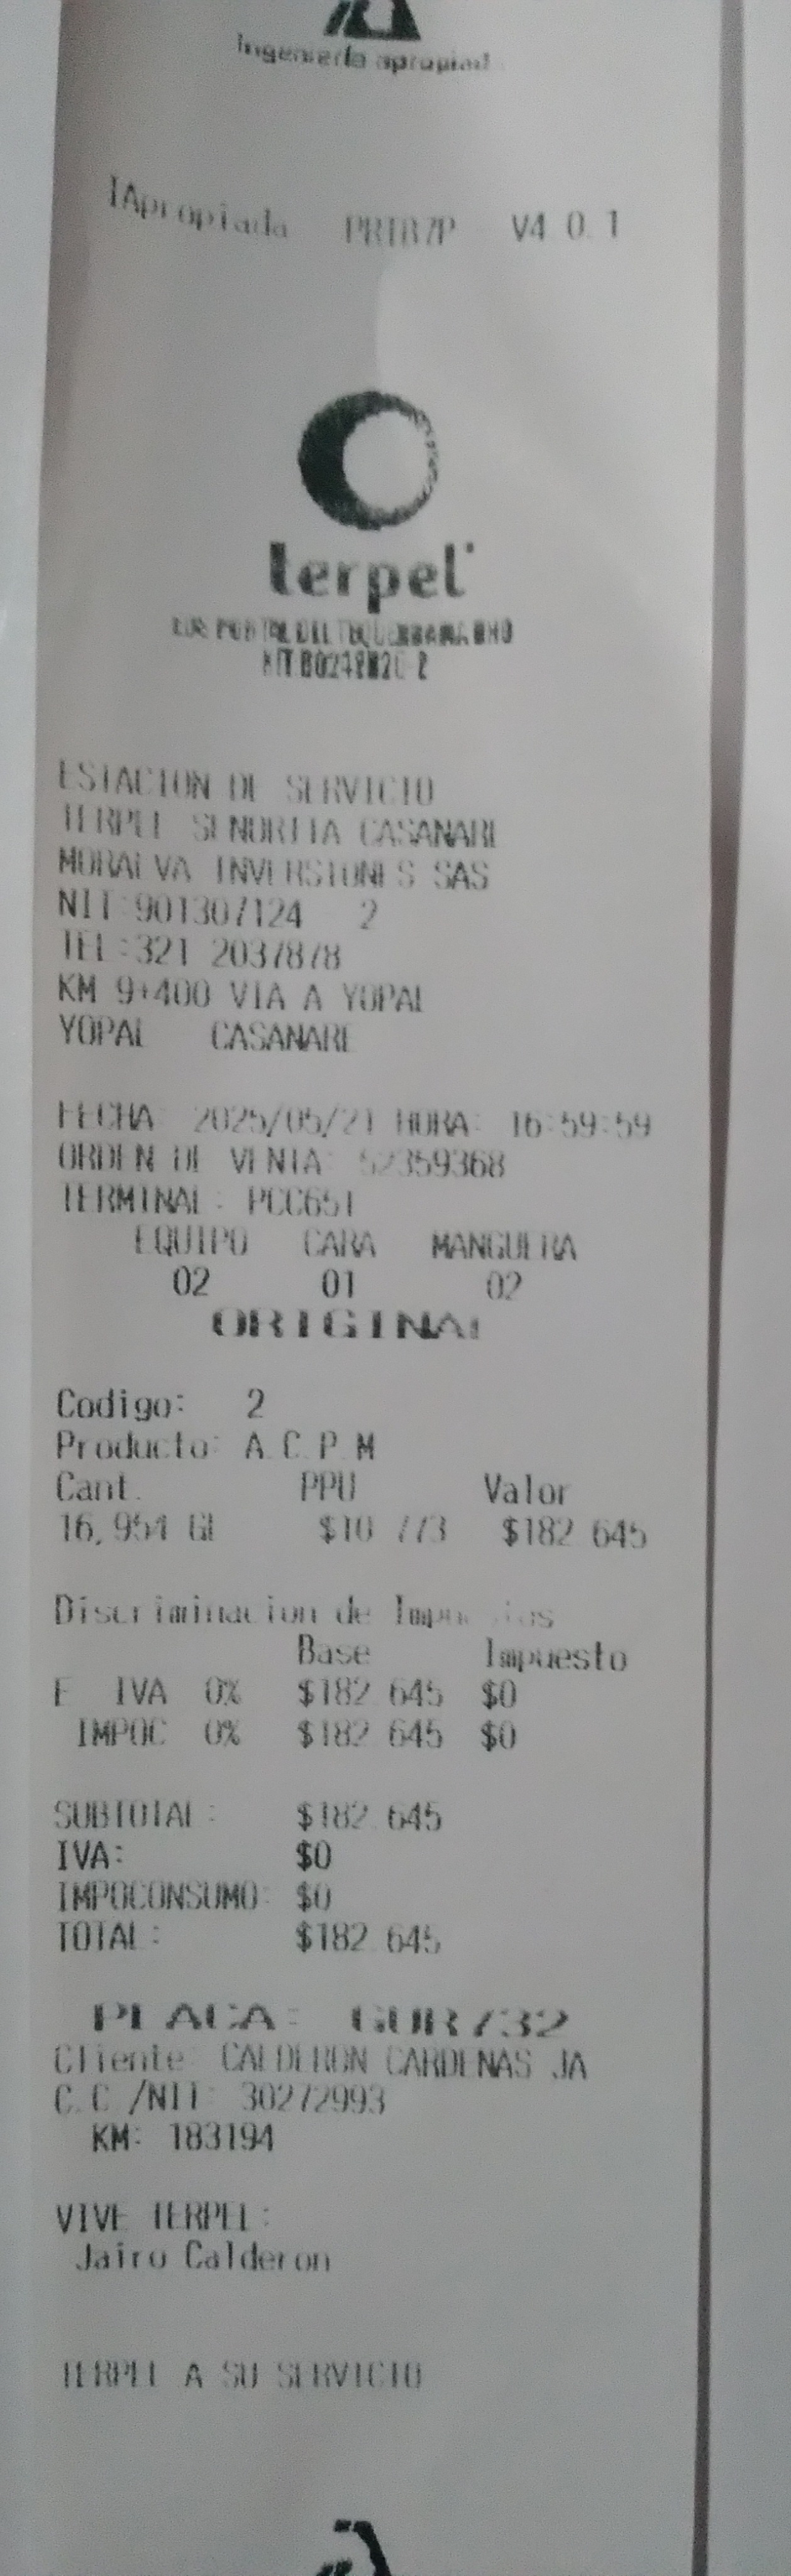 Ingeniería apropiad
IApropiada PRTB7P V4.0.1
terpel
ESTACION DE SERVICIO
TERPEL SENORITA CASANARE
MORALVA INVERSIONES SAS
NIT:901307124 2
TEL:321 2037878
KM 9+400 VIA A YOPAL
YOPAL CASANARE
FECHA: 2025/05/21 HORA: 16:59:59
ORDEN DE VENTA: 52359368
TERMINAL: PCC651
EQUIPO CARA MANGUERA
02 01 02
ORIGINAL
Codigo: 2
Producto: A.C.P.M
Cant. PPU Valor
16,954 GL $10.773 $182.645
Discriminacion de Impuestos
Base Impuesto
E IVA 0% $182.645 $0
IMPOC 0% $182.645 $0
SUBTOTAL: $182.645
IVA: $0
IMPOCONSUMO: $0
TOTAL: $182.645
PLACA: GUR732
Cliente: CALDERON CARDENAS JA
C.C./NIT: 30272993
KM: 183194
VIVE TERPEL:
Jairo Calderon
TERPEL A SU SERVICIO